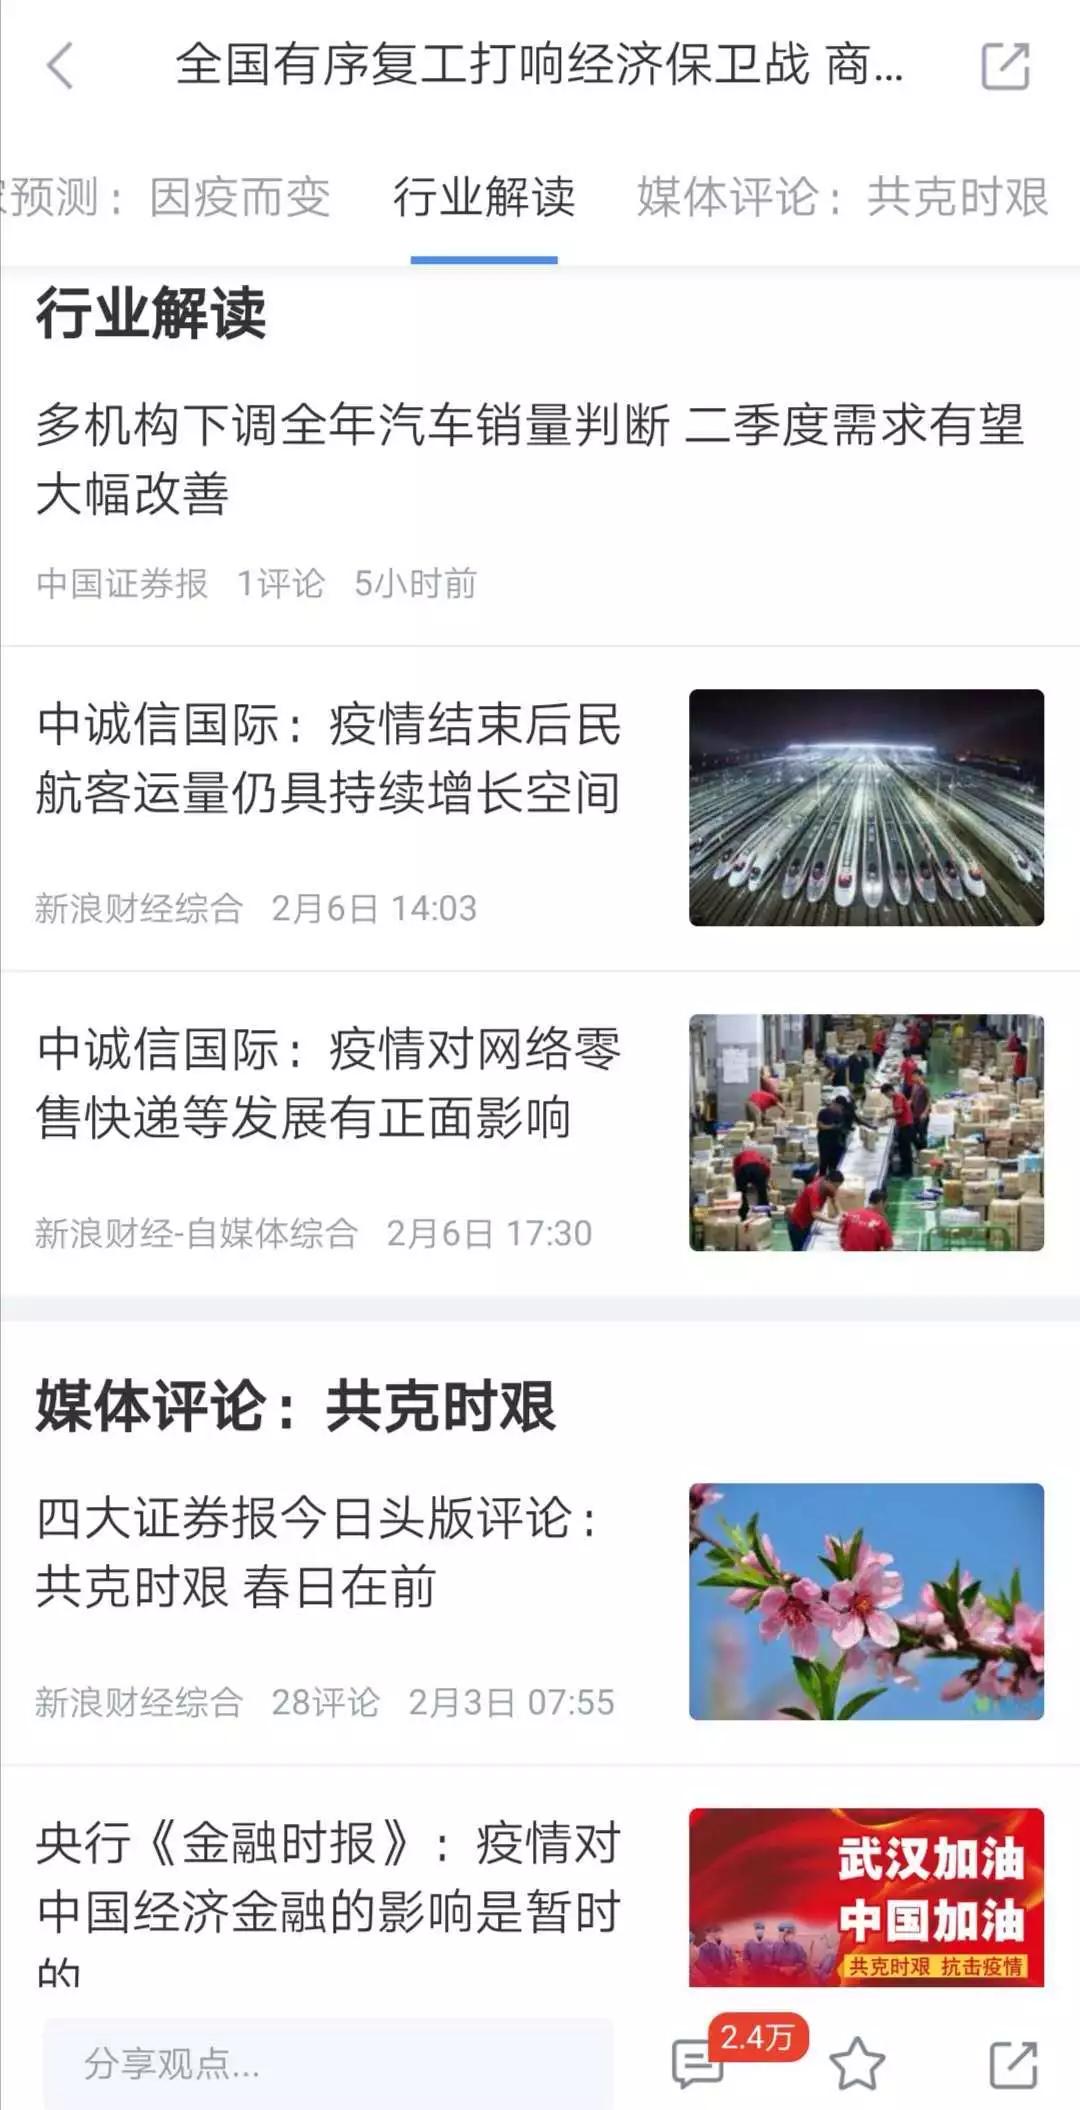 全国有序复工打响经济保卫战 商...
预测：因疫而变
行业解读
媒体评论：共克时艰
行业解读
多机构下调全年汽车销量判断 二季度需求有望
大幅改善
中国证券报 1评论 5小时前
中诚信国际：疫情结束后民
航客运量仍具持续增长空间
新浪财经综合 2月6日 14:03
中诚信国际：疫情对网络零
售快递等发展有正面影响
新浪财经-自媒体综合 2月6日 17:30
媒体评论：共克时艰
四大证券报今日头版评论：
共克时艰 春日在前
新浪财经综合 28评论 2月3日 07:55
央行《金融时报》：疫情对
中国经济金融的影响是暂时
的
武汉加油
中国加油
共克时艰 抗击疫情
分享观点...
2.4万